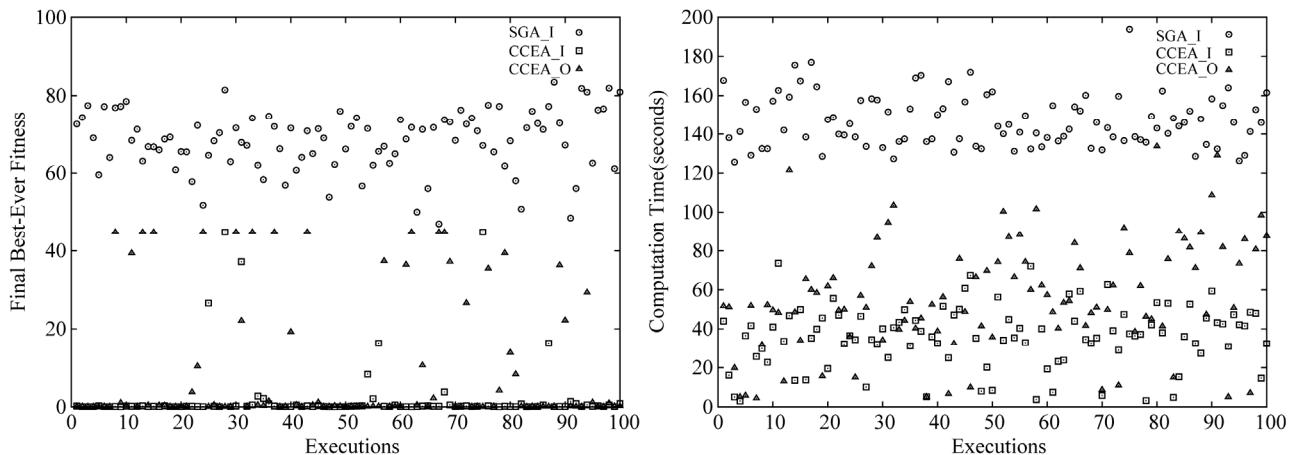 100
80
60
40
20
0
Final Best-Ever Fitness
SGA_I
CCEA_I
CCEA_O
0 10 20 30 40 50 60 70 80 90 100
Executions
200
180
160
140
120
100
80
60
40
20
0
Computation Time(seconds)
SGA_I
CCEA_I
CCEA_O
0 10 20 30 40 50 60 70 80 90 100
Executions